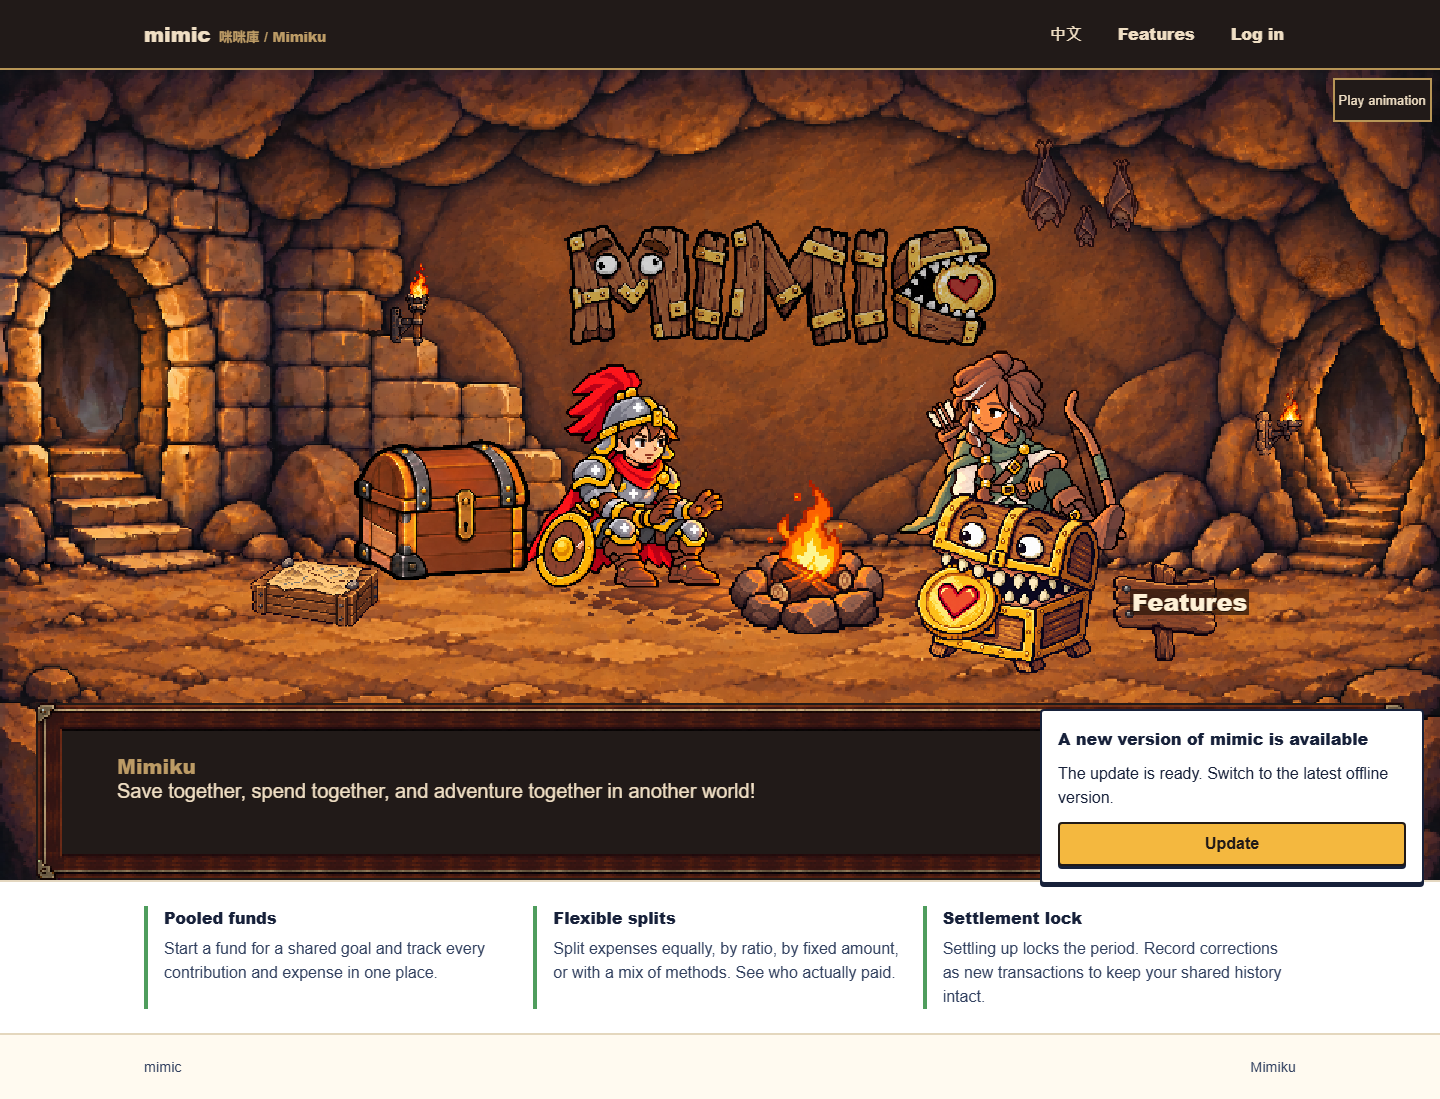 mimic 咪咪庫 / Mimiku
中文 Features Log in
Play animation
MIMIC
Features
Mimiku
Save together, spend together, and adventure together in another world!
A new version of mimic is available
The update is ready. Switch to the latest offline
version.
Update
Pooled funds
Start a fund for a shared goal and track every
contribution and expense in one place.
Flexible splits
Split expenses equally, by ratio, by fixed amount,
or with a mix of methods. See who actually paid.
Settlement lock
Settling up locks the period. Record corrections
as new transactions to keep your shared history
intact.
mimic
Mimiku